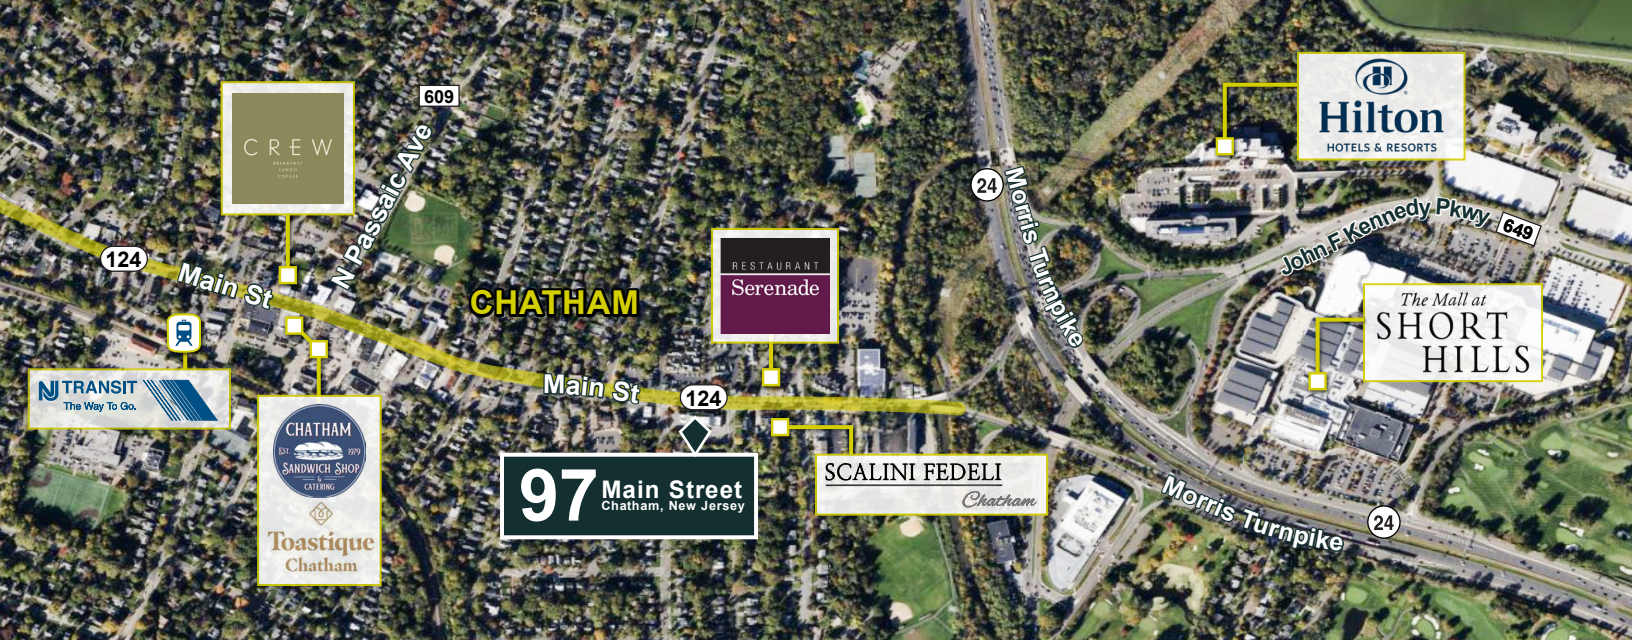 609
CREW
BREAKFAST
LUNCH
COFFEE
N Passaic Ave
124
Main St
CHATHAM
NJ TRANSIT
The Way To Go.
CHATHAM
EST. 1979
SANDWICH SHOP
&
CATERING
Toastique
Chatham
RESTAURANT
Serenade
Main St
124
97 Main Street
Chatham, New Jersey
SCALINI FEDELI
Chatham
24
Morris Turnpike
H
Hilton
HOTELS & RESORTS
John F Kennedy Pkwy
649
The Mall at
SHORT
HILLS
Morris Turnpike
24